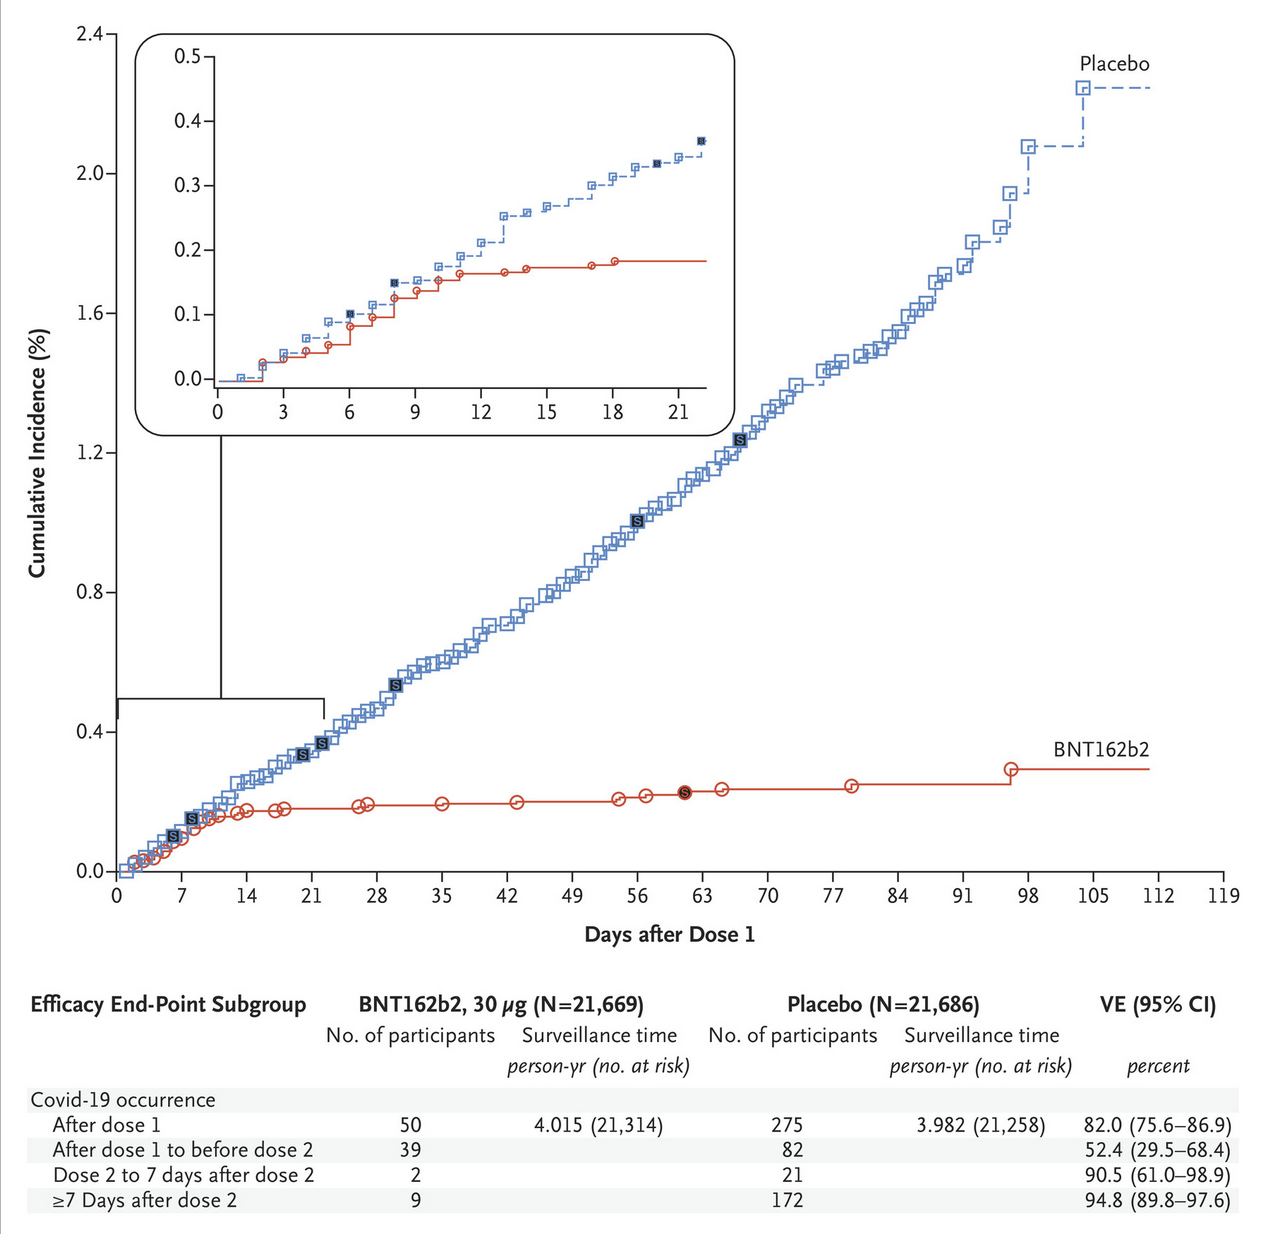 2.4
2.0
1.6
1.2
0.8
0.4
0.0
Cumulative Incidence (%)
0.5
0.4
0.3
0.2
0.1
0.0
0 3 6 9 12 15 18 21
Placebo
S
S
S
S
S
S
S
BNT162b2
S
0 7 14 21 28 35 42 49 56 63 70 77 84 91 98 105 112 119
Days after Dose 1
Efficacy End-Point Subgroup BNT162b2, 30 µg (N=21,669) Placebo (N=21,686) VE (95% CI)
No. of participants Surveillance time No. of participants Surveillance time
person-yr (no. at risk) person-yr (no. at risk) percent
Covid-19 occurrence
After dose 1 50 4.015 (21,314) 275 3.982 (21,258) 82.0 (75.6–86.9)
After dose 1 to before dose 2 39 82 52.4 (29.5–68.4)
Dose 2 to 7 days after dose 2 2 21 90.5 (61.0–98.9)
≥7 Days after dose 2 9 172 94.8 (89.8–97.6)